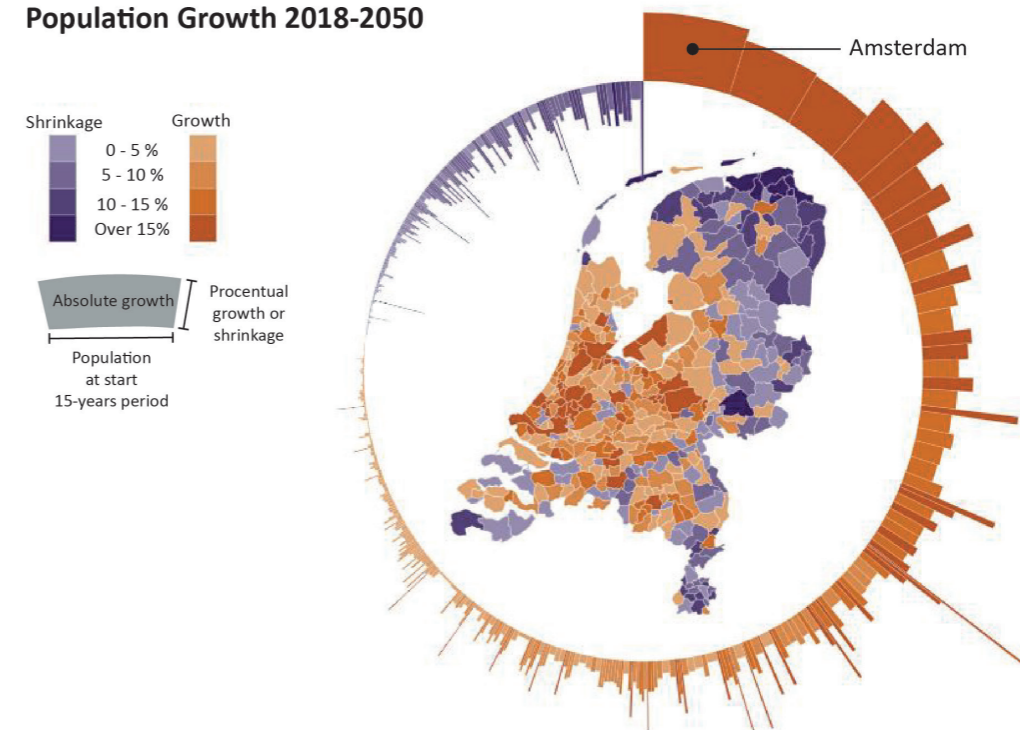 Population Growth 2018-2050
Amsterdam
Shrinkage
Growth
0 - 5 %
5 - 10 %
10 - 15 %
Over 15%
Absolute growth
Procentual
growth or
shrinkage
Population
at start
15-years period